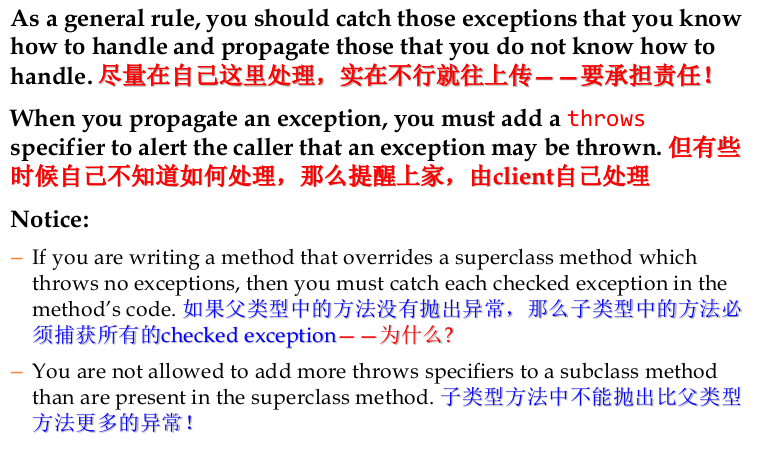 As a general rule, you should catch those exceptions that you know
how to handle and propagate those that you do not know how to
handle. 尽量在自己这里处理，实在不行就往上传——要承担责任！
When you propagate an exception, you must add a throws
specifier to alert the caller that an exception may be thrown. 但有些
时候自己不知道如何处理，那么提醒上家，由client自己处理
Notice:
– If you are writing a method that overrides a superclass method which
throws no exceptions, then you must catch each checked exception in the
method’s code. 如果父类型中的方法没有抛出异常，那么子类型中的方法必
须捕获所有的checked exception——为什么？
– You are not allowed to add more throws specifiers to a subclass method
than are present in the superclass method. 子类型方法中不能抛出比父类型
方法更多的异常！